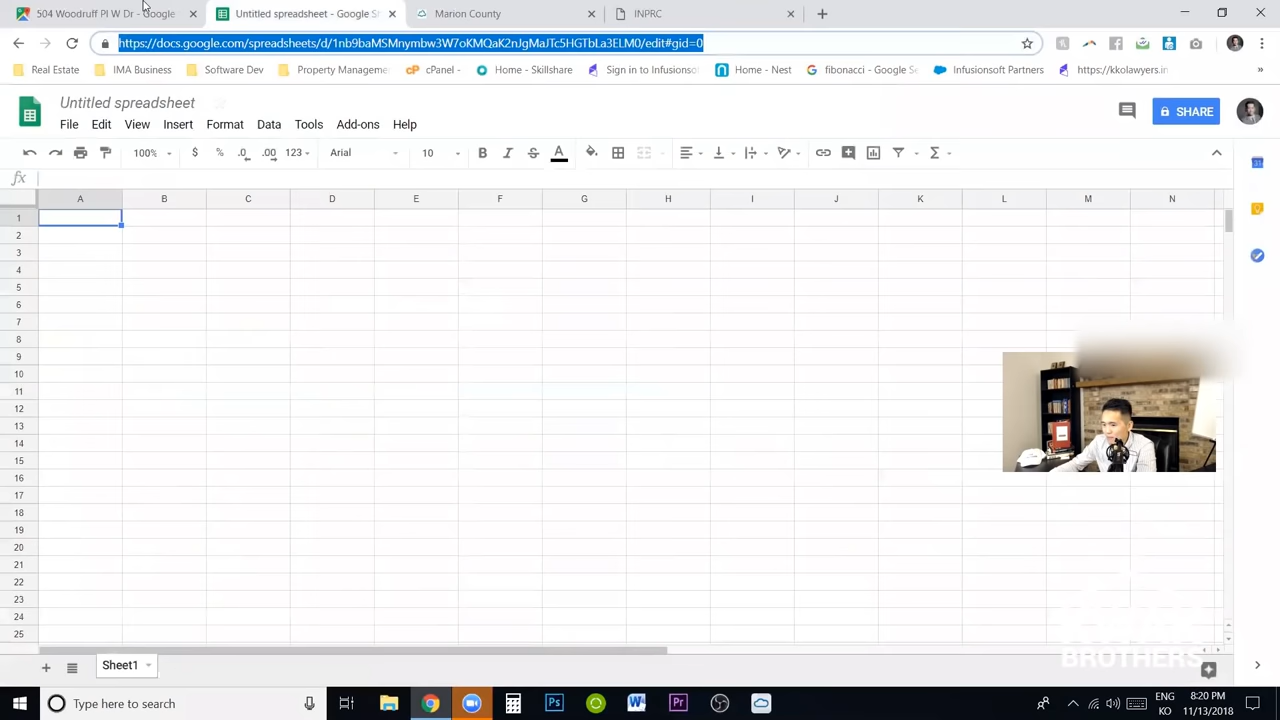 504 Woodruff Pl W Dr - Google
Untitled spreadsheet - Google S
Marion County
INPRC
https://docs.google.com/spreadsheets/d/1nb9baMSMnymbw3W7oKMQaK2nJgMaJTc5HGTbLa3ELM0/edit#gid=0
Real Estate
IMA Business
Software Dev
Property Manageme
cPanel -
Home - Skillshare
Sign in to Infusionso
Home - Nest
fibonacci - Google Se
Infusionsoft Partners
https://kkolawyers.in
Untitled spreadsheet
SHARE
File Edit View Insert Format Data Tools Add-ons Help
100% $ % .0 .00 123 Arial 10 B I S A
fx
A B C D E F G H I J K L M N
1
2
3
4
5
6
7
8
9
10
11
12
13
14
15
16
17
18
19
20
21
22
23
24
25
BROTHERS
Sheet1
Type here to search
ENG
KO
8:20 PM
11/13/2018